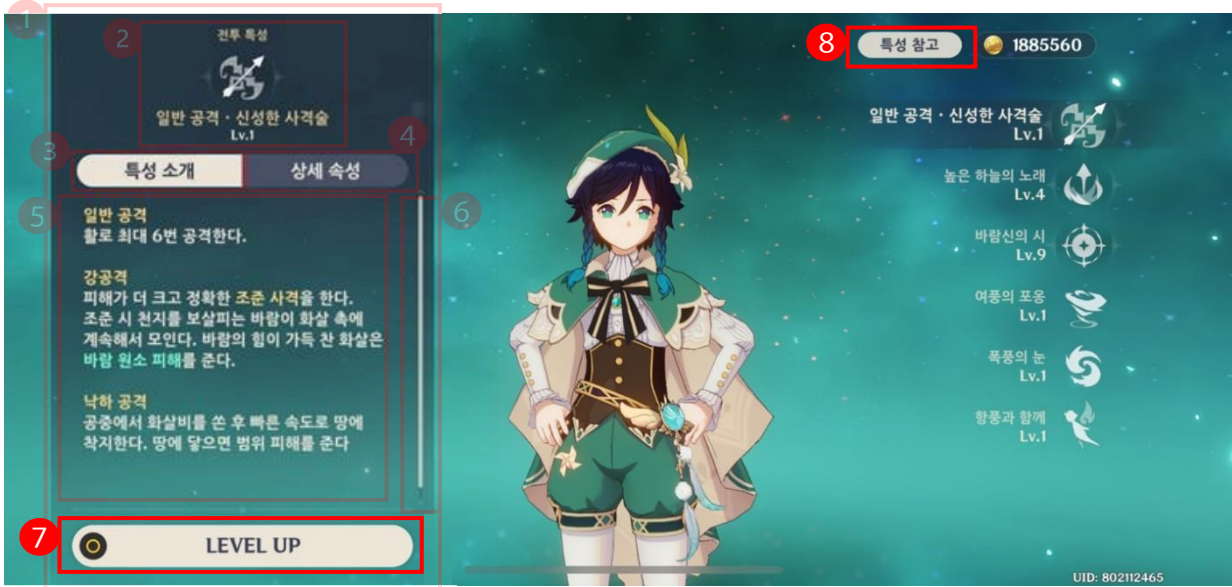 1
2
전투 특성
일반 공격 · 신성한 사격술
Lv.1
3
4
특성 소개
상세 속성
5
6
일반 공격
활로 최대 6번 공격한다.
강공격
피해가 더 크고 정확한 조준 사격을 한다.
조준 시 천지를 보살피는 바람이 화살 촉에
계속해서 모인다. 바람의 힘이 가득 찬 화살은
바람 원소 피해를 준다.
낙하 공격
공중에서 화살비를 쏜 후 빠른 속도로 땅에
착지한다. 땅에 닿으면 범위 피해를 준다
7
LEVEL UP
8
특성 참고
1885560
일반 공격 · 신성한 사격술
Lv.1
높은 하늘의 노래
Lv.4
바람신의 시
Lv.9
여풍의 포옹
Lv.1
폭풍의 눈
Lv.1
항풍과 함께
Lv.1
UID: 802112465